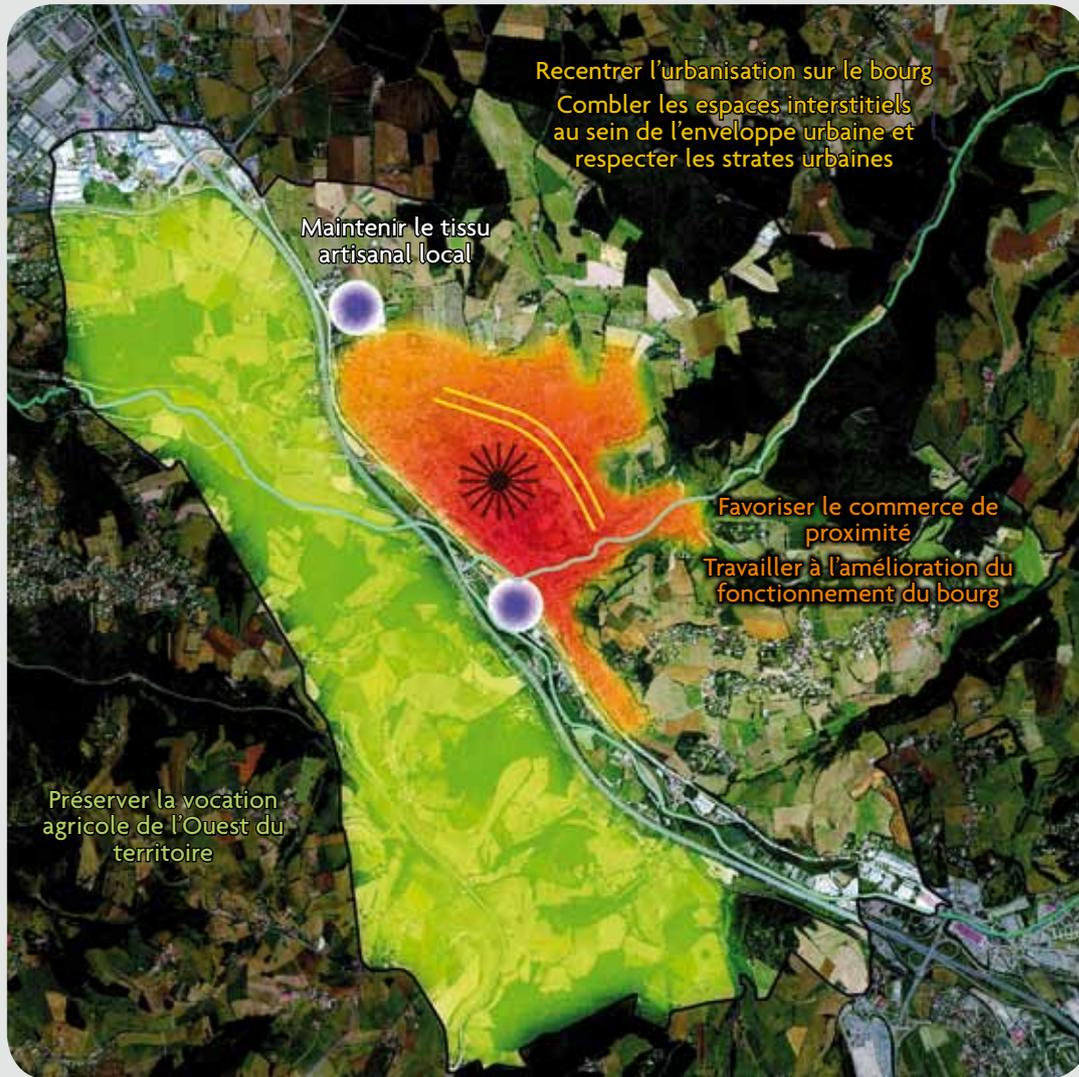 Recentrer l'urbanisation sur le bourg
Combler les espaces interstitiels
au sein de l'enveloppe urbaine et
respecter les strates urbaines
Maintenir le tissu
artisanal local
Favoriser le commerce de
proximité
Travailler à l'amélioration du
fonctionnement du bourg
Préserver la vocation
agricole de l'Ouest du
territoire